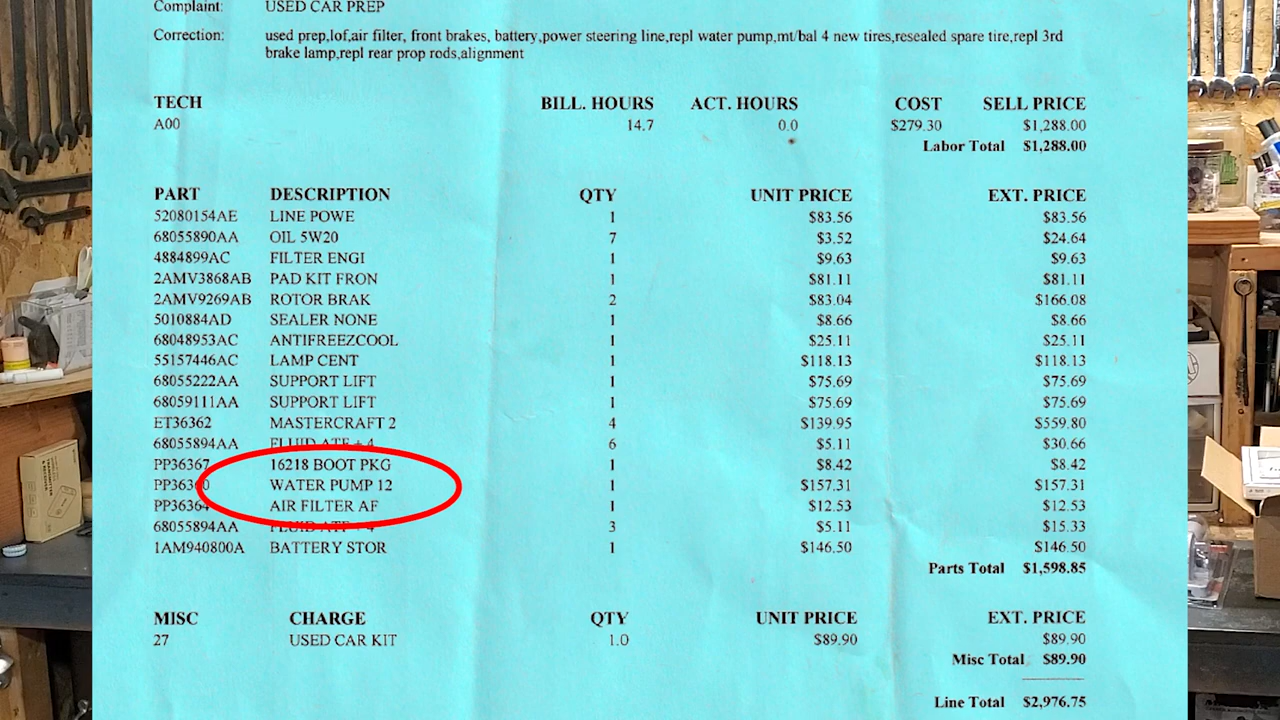 Complaint: USED CAR PREP
Correction: used prep,lof,air filter, front brakes, battery,power steering line,repl water pump,mt/bal 4 new tires,resealed spare tire,repl 3rd
brake lamp,repl rear prop rods,alignment
TECH BILL. HOURS ACT. HOURS COST SELL PRICE
A00 14.7 0.0 $279.30 $1,288.00
Labor Total $1,288.00
PART DESCRIPTION QTY UNIT PRICE EXT. PRICE
52080154AE LINE POWE 1 $83.56 $83.56
68055890AA OIL 5W20 7 $3.52 $24.64
4884899AC FILTER ENGI 1 $9.63 $9.63
2AMV3868AB PAD KIT FRON 1 $81.11 $81.11
2AMV9269AB ROTOR BRAK 2 $83.04 $166.08
5010884AD SEALER NONE 1 $8.66 $8.66
68048953AC ANTIFREEZCOOL 1 $25.11 $25.11
55157446AC LAMP CENT 1 $118.13 $118.13
68055222AA SUPPORT LIFT 1 $75.69 $75.69
68059111AA SUPPORT LIFT 1 $75.69 $75.69
ET36362 MASTERCRAFT 2 4 $139.95 $559.80
68055894AA FLUID ATF + 4 6 $5.11 $30.66
PP36367 16218 BOOT PKG 1 $8.42 $8.42
WATER PUMP 12 1 $157.31 $157.31
PP36364 AIR FILTER AF 1 $12.53 $12.53
68055894AA FLUID ATF + 4 3 $5.11 $15.33
1AM940800A BATTERY STOR 1 $146.50 $146.50
Parts Total $1,598.85
MISC CHARGE QTY UNIT PRICE EXT. PRICE
27 USED CAR KIT 1.0 $89.90 $89.90
Misc Total $89.90
Line Total $2,976.75